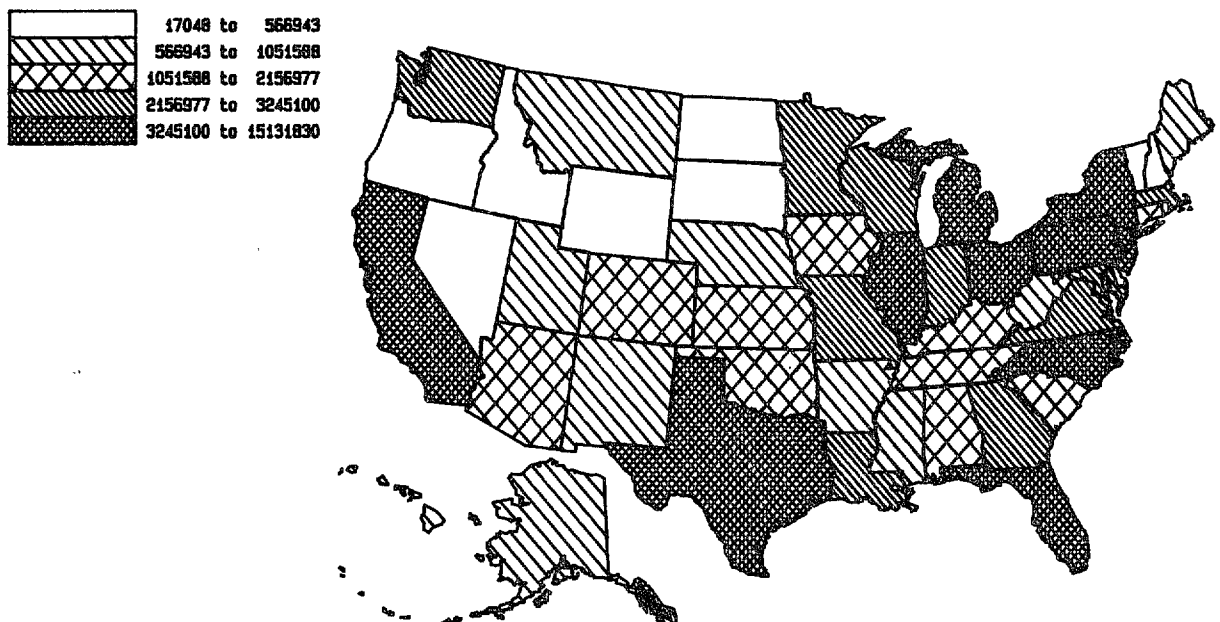 17048 to 566943
566943 to 1051588
1051588 to 2156977
2156977 to 3245100
3245100 to 15131830